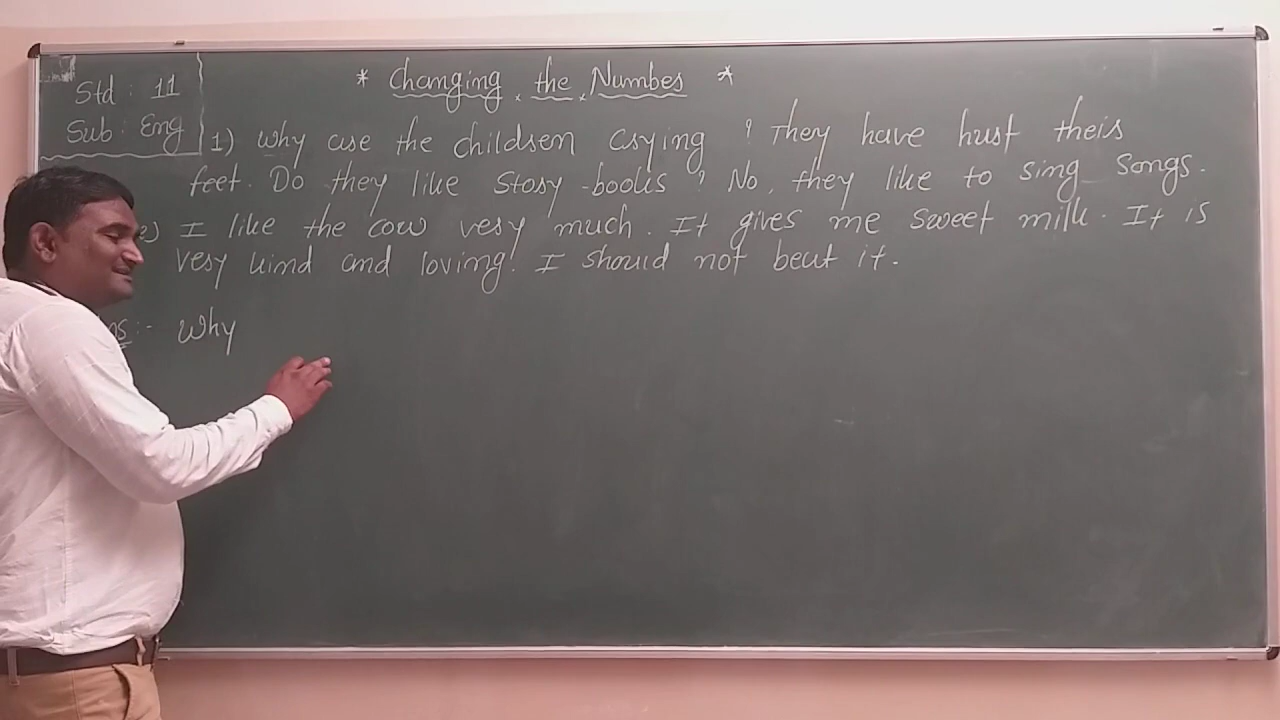 Std : 11
Sub : Eng
* Changing the Number *
1) Why are the children crying ? They have hurt their
feet. Do they like Story-books ? No, they like to sing songs.
2) I like the cow very much. It gives me sweet milk. It is
very kind and loving. I should not beat it.
Ans :- Why